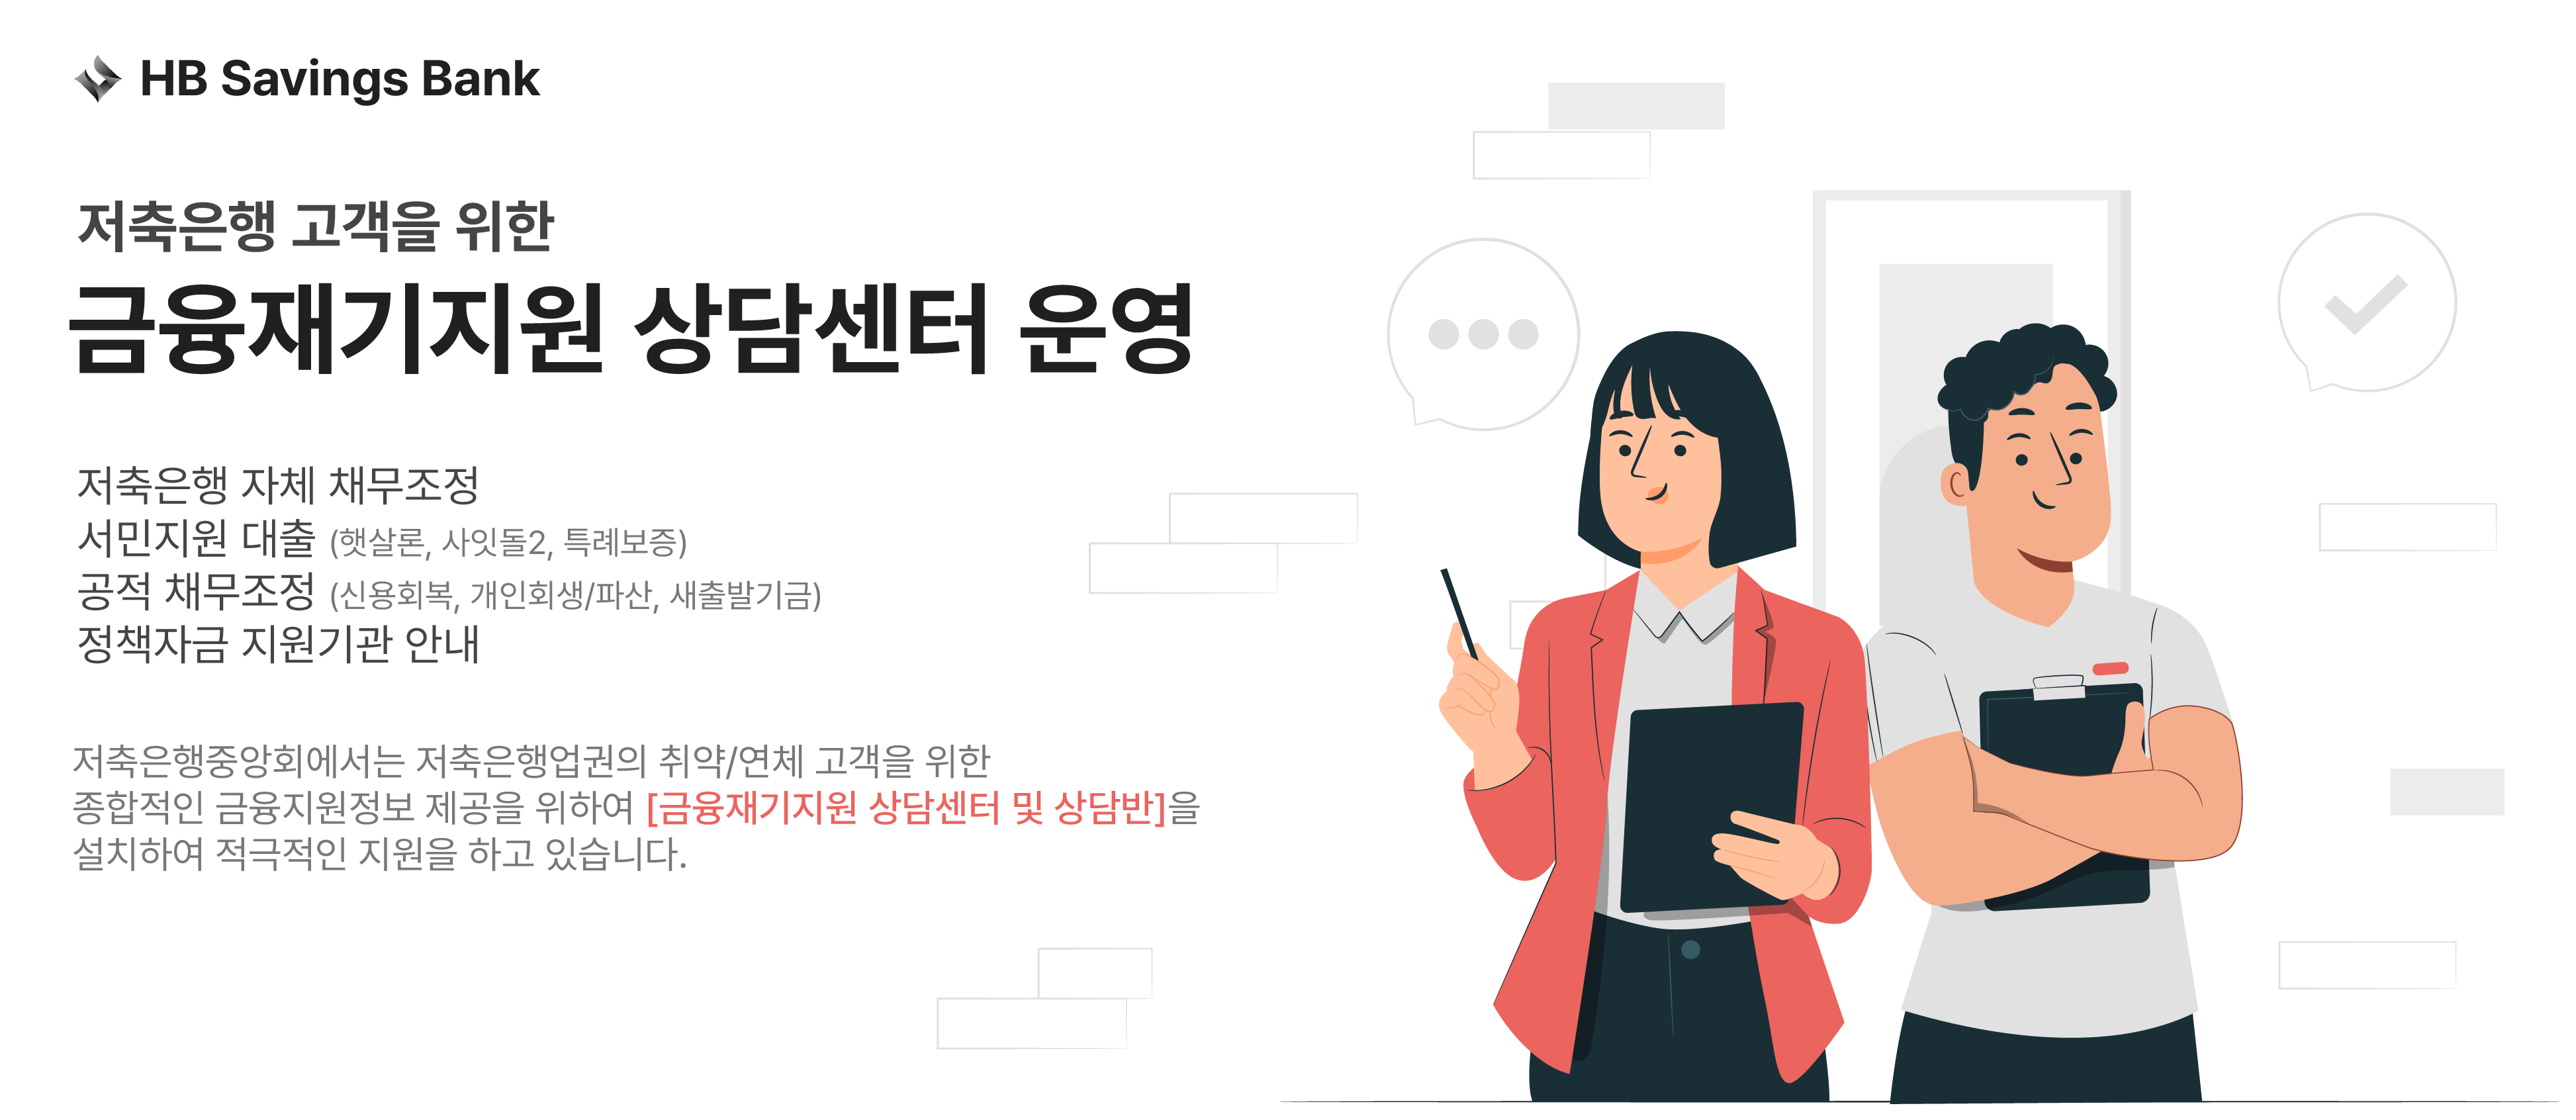 HB Savings Bank
저축은행 고객을 위한
금융재기지원 상담센터 운영
저축은행 자체 채무조정
서민지원 대출 (햇살론, 사잇돌2, 특례보증)
공적 채무조정 (신용회복, 개인회생/파산, 새출발기금)
정책자금 지원기관 안내
저축은행중앙회에서는 저축은행업권의 취약/연체 고객을 위한
종합적인 금융지원정보 제공을 위하여 [금융재기지원 상담센터 및 상담반]을
설치하여 적극적인 지원을 하고 있습니다.